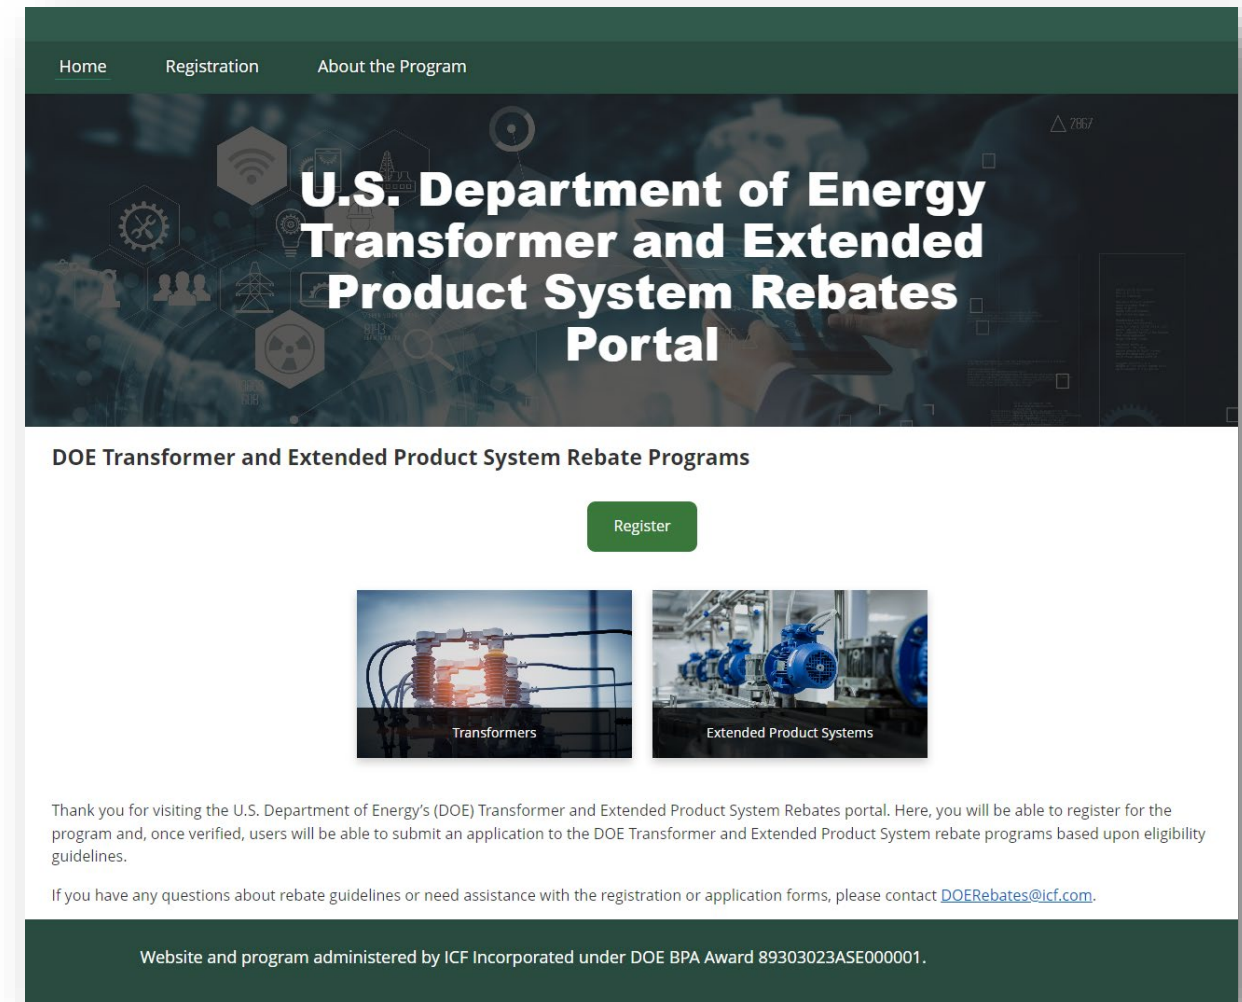 Home Registration About the Program
2867
U.S. Department of Energy
Transformer and Extended
Product System Rebates
Portal
DOE Transformer and Extended Product System Rebate Programs
Register
Transformers Extended Product Systems
Thank you for visiting the U.S. Department of Energy’s (DOE) Transformer and Extended Product System Rebates portal. Here, you will be able to register for the
program and, once verified, users will be able to submit an application to the DOE Transformer and Extended Product System rebate programs based upon eligibility
guidelines.
If you have any questions about rebate guidelines or need assistance with the registration or application forms, please contact DOERebates@icf.com.
Website and program administered by ICF Incorporated under DOE BPA Award 89303023ASE000001.